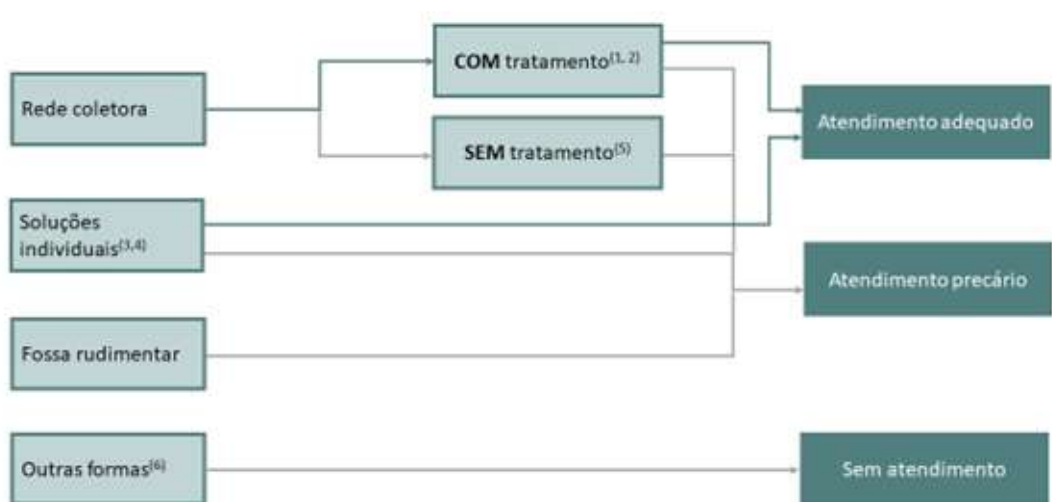 COM tratamento(1, 2)
Rede coletora
Atendimento adequado
SEM tratamento(5)
Soluções
individuais(3,4)
Atendimento precário
Fossa rudimentar
Outras formas(6)
Sem atendimento